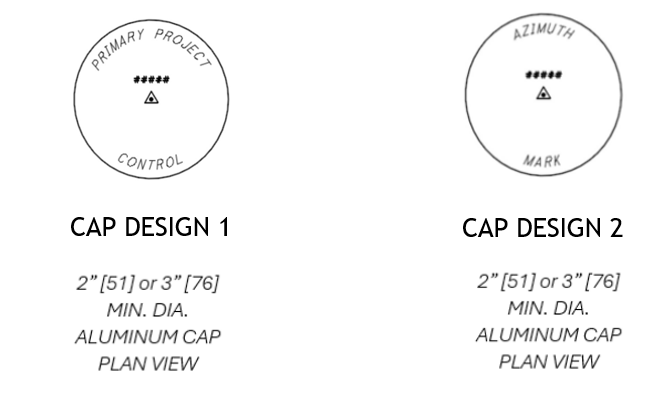 PRIMARY PROJECT
#####
CONTROL
CAP DESIGN 1
2” [51] or 3” [76]
MIN. DIA.
ALUMINUM CAP
PLAN VIEW
AZIMUTH
#####
MARK
CAP DESIGN 2
2” [51] or 3” [76]
MIN. DIA.
ALUMINUM CAP
PLAN VIEW